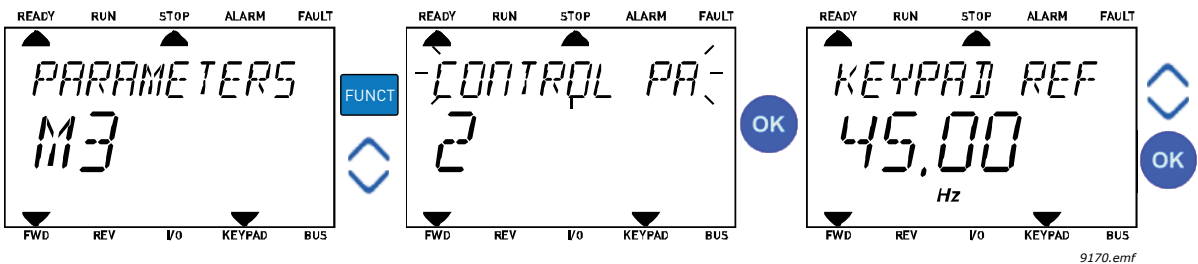 READY RUN STOP ALARM FAULT
PARAMETERS
M3
FWD REV I/O KEYPAD BUS
FUNCT
READY RUN STOP ALARM FAULT
CONTROL PA
2
FWD REV I/O KEYPAD BUS
OK
READY RUN STOP ALARM FAULT
KEYPAD REF
45.00
Hz
FWD REV I/O KEYPAD BUS
OK
9170.emf